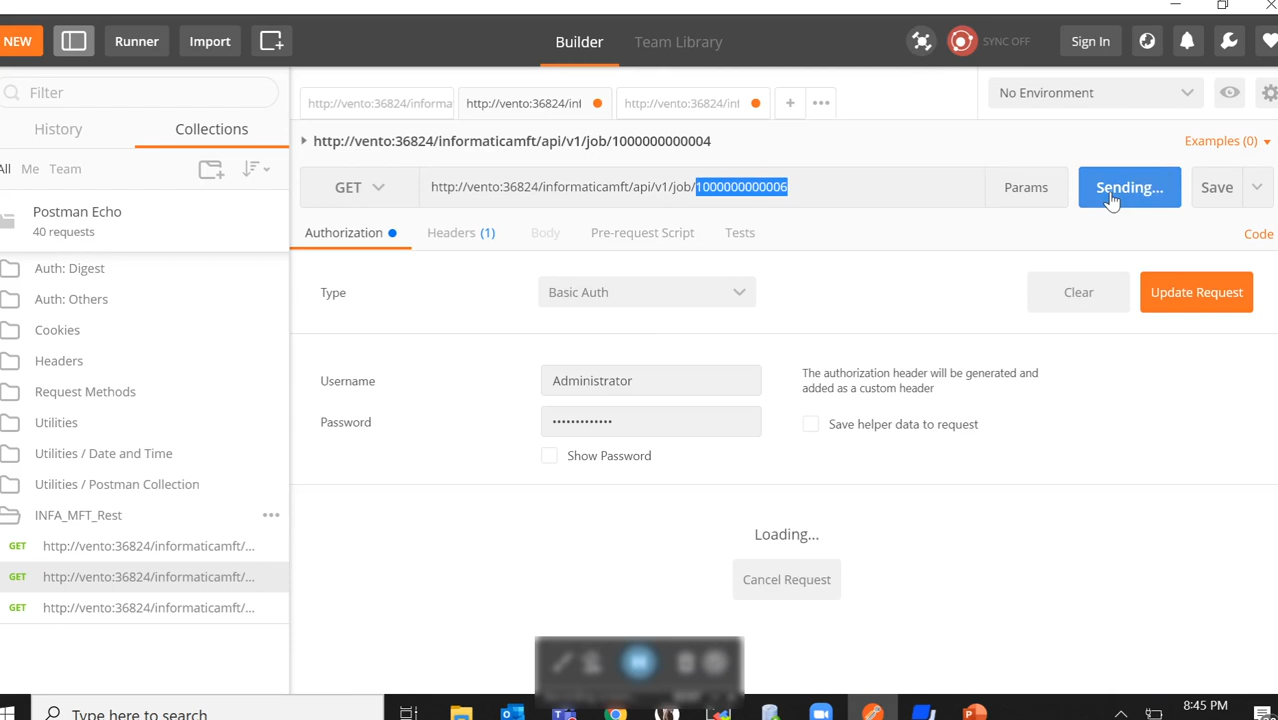 NEW
Runner
Import
Builder
Team Library
SYNC OFF
Sign In
Filter
History
Collections
All
Me
Team
Postman Echo
40 requests
Auth: Digest
Auth: Others
Cookies
Headers
Request Methods
Utilities
Utilities / Date and Time
Utilities / Postman Collection
INFA_MFT_Rest
GET http://vento:36824/informaticamft/...
GET http://vento:36824/informaticamft/...
GET http://vento:36824/informaticamft/...
http://vento:36824/informa
http://vento:36824/inf
http://vento:36824/inf
No Environment
http://vento:36824/informaticamft/api/v1/job/1000000000004
Examples (0)
GET
http://vento:36824/informaticamft/api/v1/job/1000000000006
Params
Sending...
Save
Authorization
Headers (1)
Body
Pre-request Script
Tests
Code
Type
Basic Auth
Clear
Update Request
Username
Administrator
The authorization header will be generated and
added as a custom header
Password
•••••••••••••
Save helper data to request
Show Password
Loading...
Cancel Request
Type here to search
8:45 PM